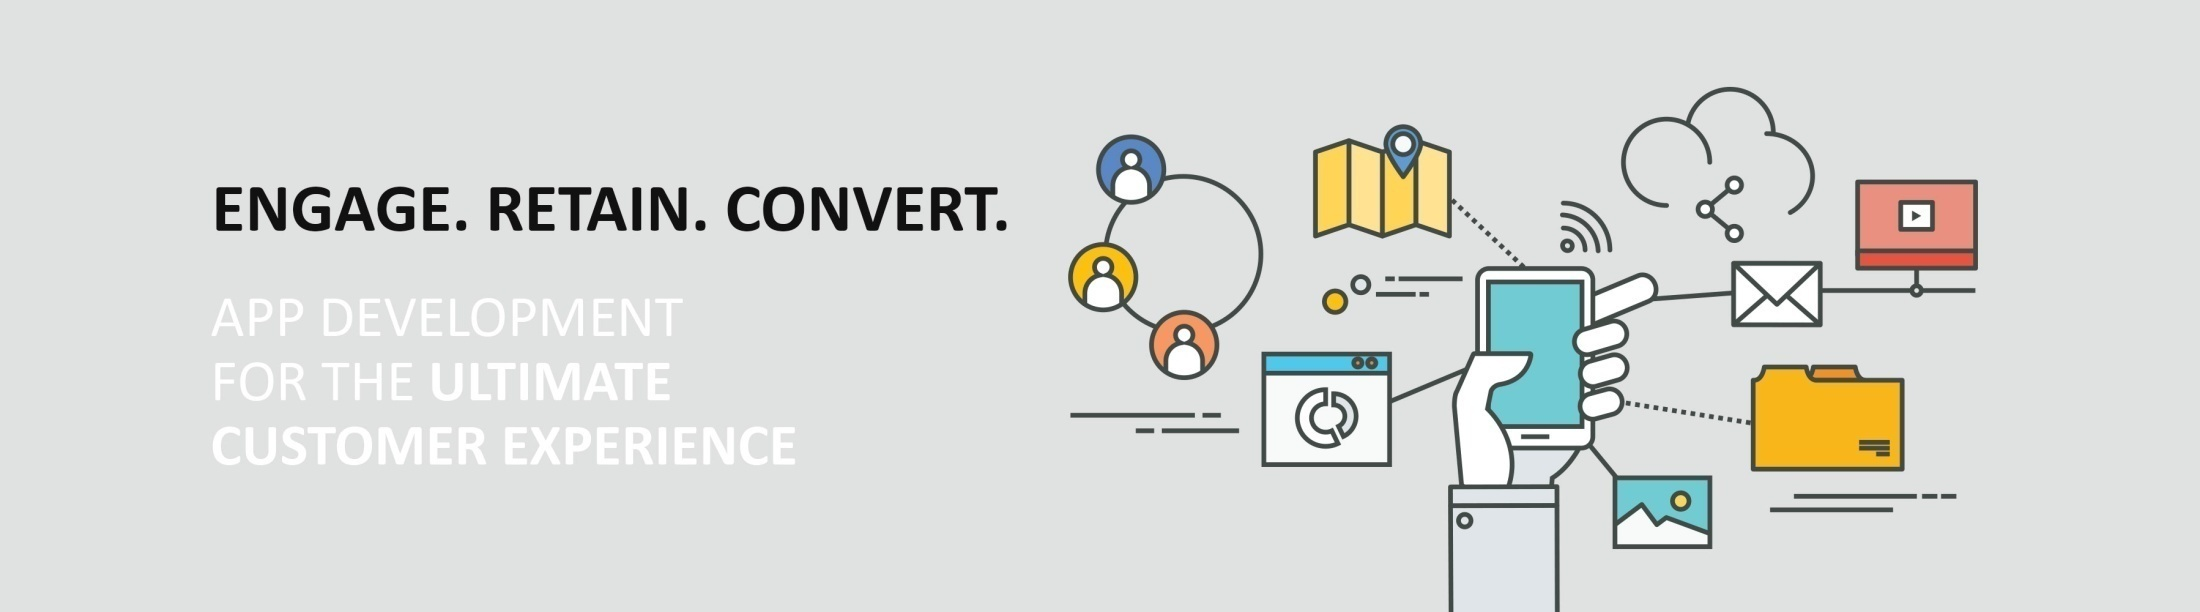 ENGAGE. RETAIN. CONVERT.
APP DEVELOPMENT
FOR THE ULTIMATE
CUSTOMER EXPERIENCE